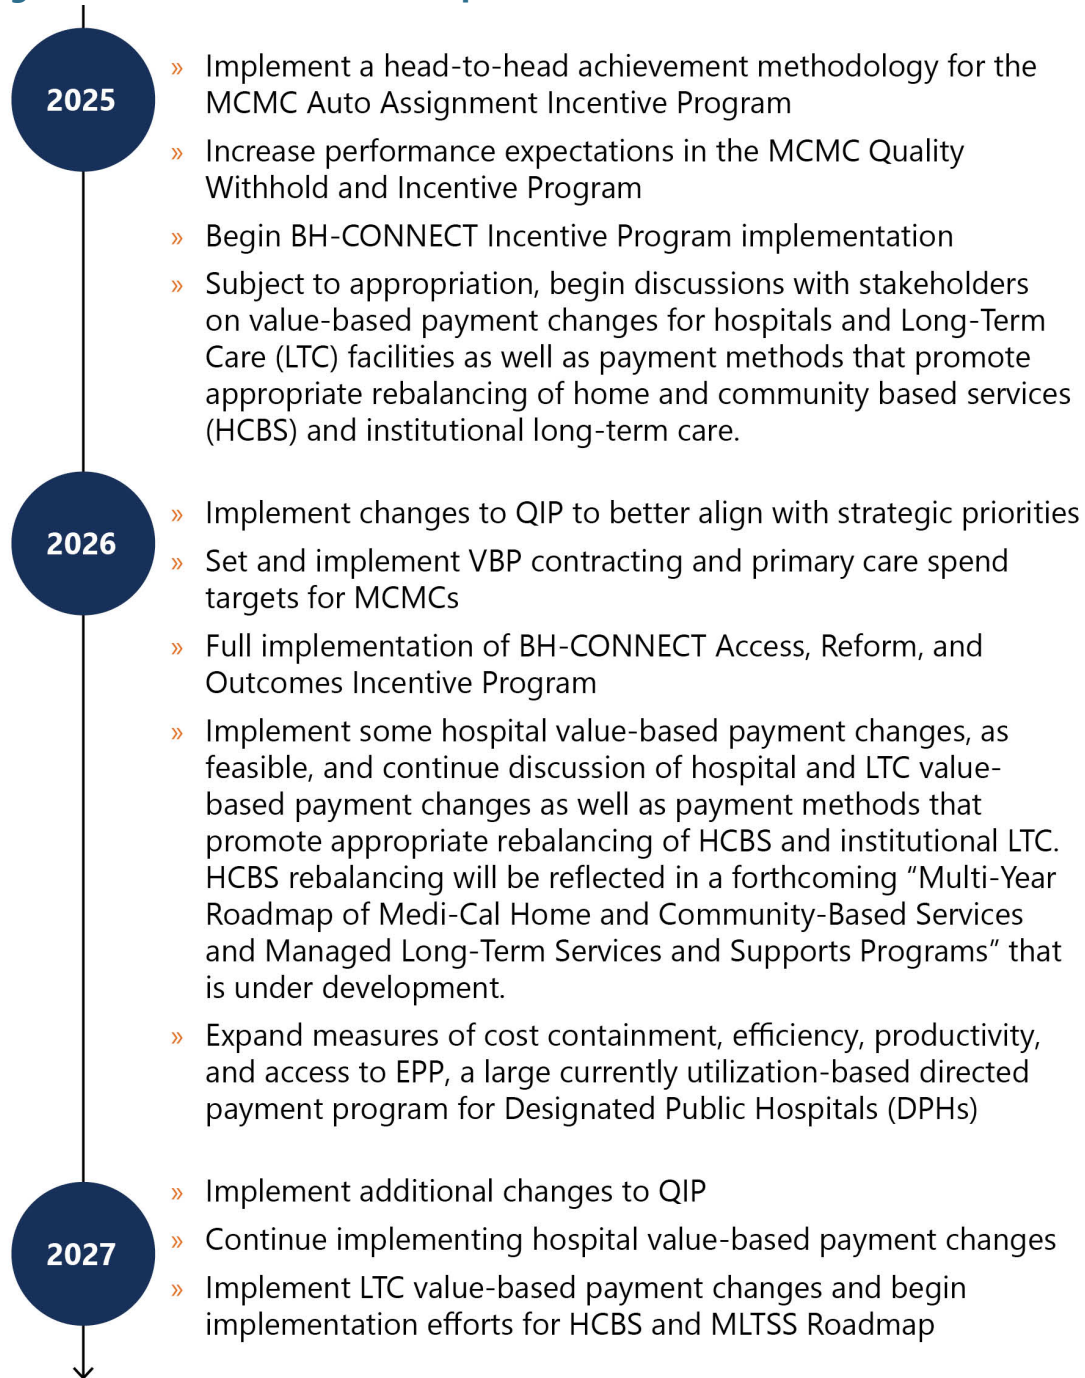 2025
» Implement a head-to-head achievement methodology for the
MCMC Auto Assignment Incentive Program
» Increase performance expectations in the MCMC Quality
Withhold and Incentive Program
» Begin BH-CONNECT Incentive Program implementation
» Subject to appropriation, begin discussions with stakeholders
on value-based payment changes for hospitals and Long-Term
Care (LTC) facilities as well as payment methods that promote
appropriate rebalancing of home and community based services
(HCBS) and institutional long-term care.
2026
» Implement changes to QIP to better align with strategic priorities
» Set and implement VBP contracting and primary care spend
targets for MCMCs
» Full implementation of BH-CONNECT Access, Reform, and
Outcomes Incentive Program
» Implement some hospital value-based payment changes, as
feasible, and continue discussion of hospital and LTC value-
based payment changes as well as payment methods that
promote appropriate rebalancing of HCBS and institutional LTC.
HCBS rebalancing will be reflected in a forthcoming “Multi-Year
Roadmap of Medi-Cal Home and Community-Based Services
and Managed Long-Term Services and Supports Programs” that
is under development.
» Expand measures of cost containment, efficiency, productivity,
and access to EPP, a large currently utilization-based directed
payment program for Designated Public Hospitals (DPHs)
2027
» Implement additional changes to QIP
» Continue implementing hospital value-based payment changes
» Implement LTC value-based payment changes and begin
implementation efforts for HCBS and MLTSS Roadmap